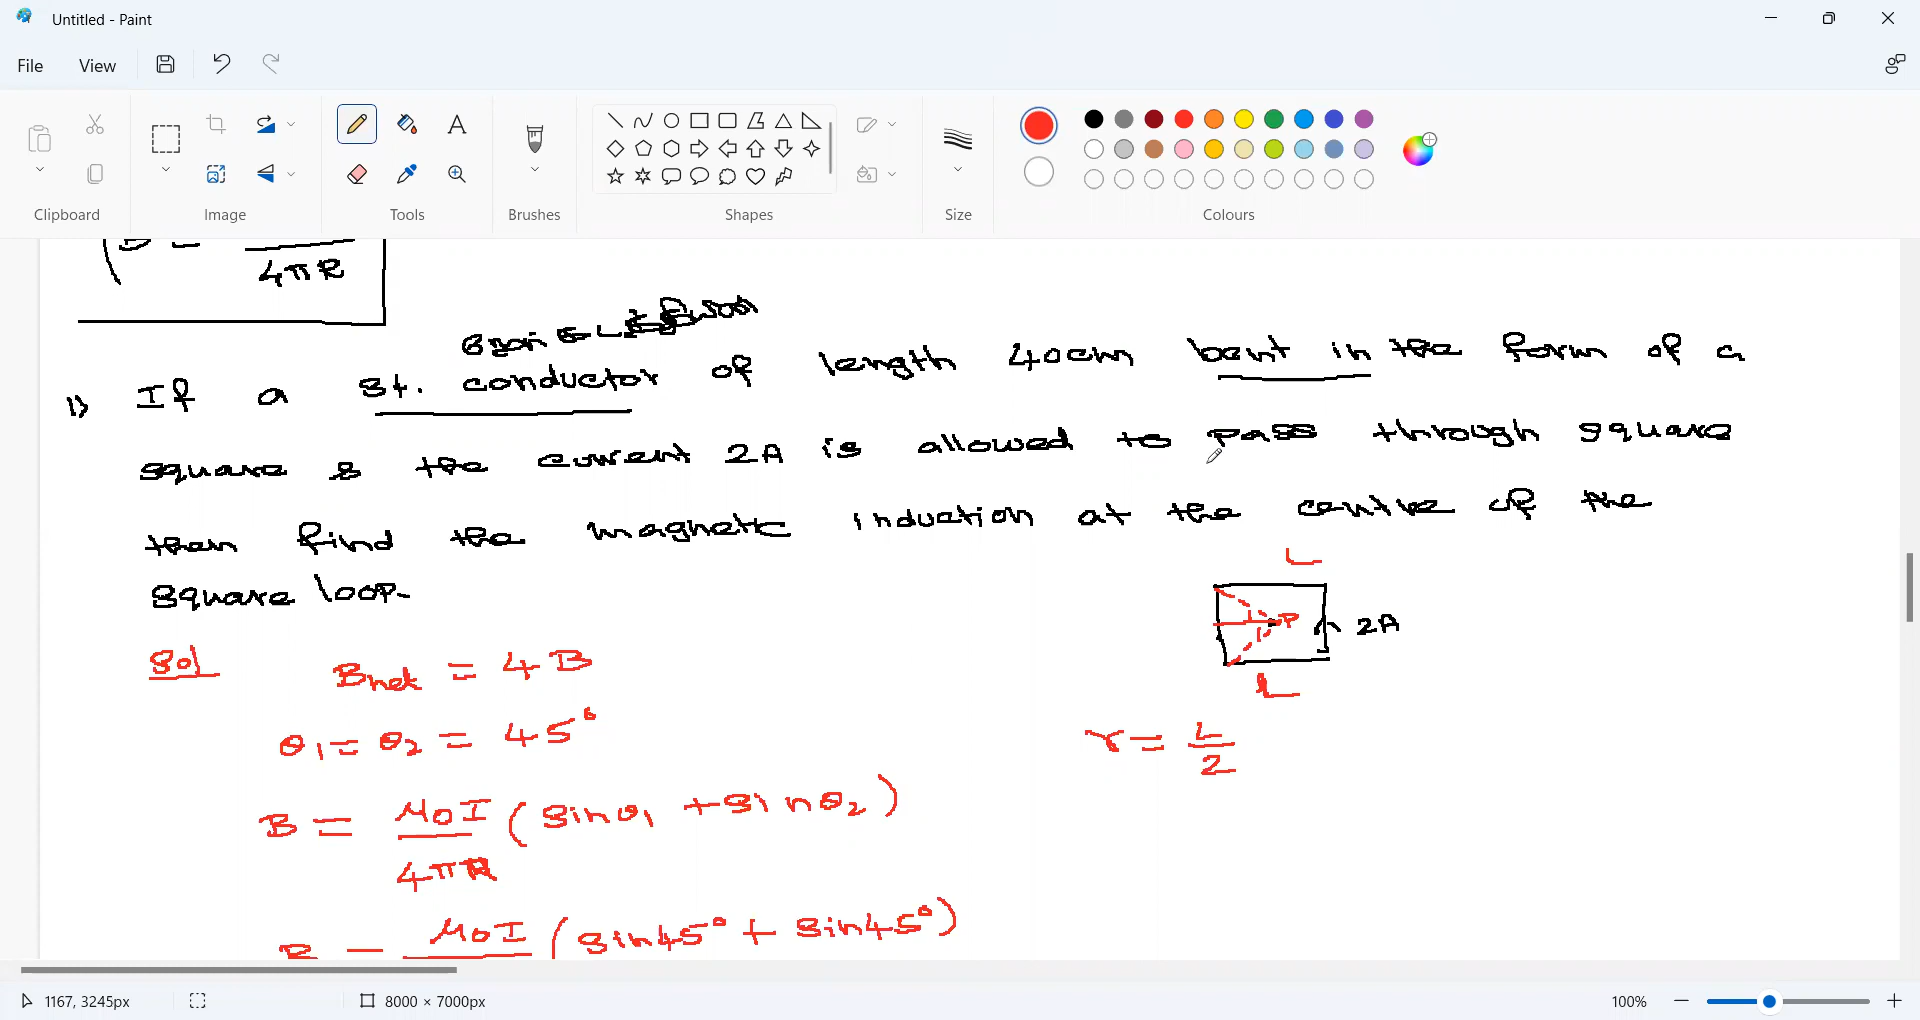 Untitled - Paint
File View
Clipboard Image Tools Brushes Shapes Size Colours
4πR
1) If a st. conductor of length 40cm bent in the form of a
square & the current 2A is allowed to pass through square
then find the magnetic induction at the centre of the
square loop.
L
P
2A
L
Sol Bnet = 4B
θ1 = θ2 = 45°
r = L/2
B = μ0I/4πR (sinθ1 + sinθ2)
B = μ0I (sin45° + sin45°)
1167, 3245px 8000 × 7000px 100%